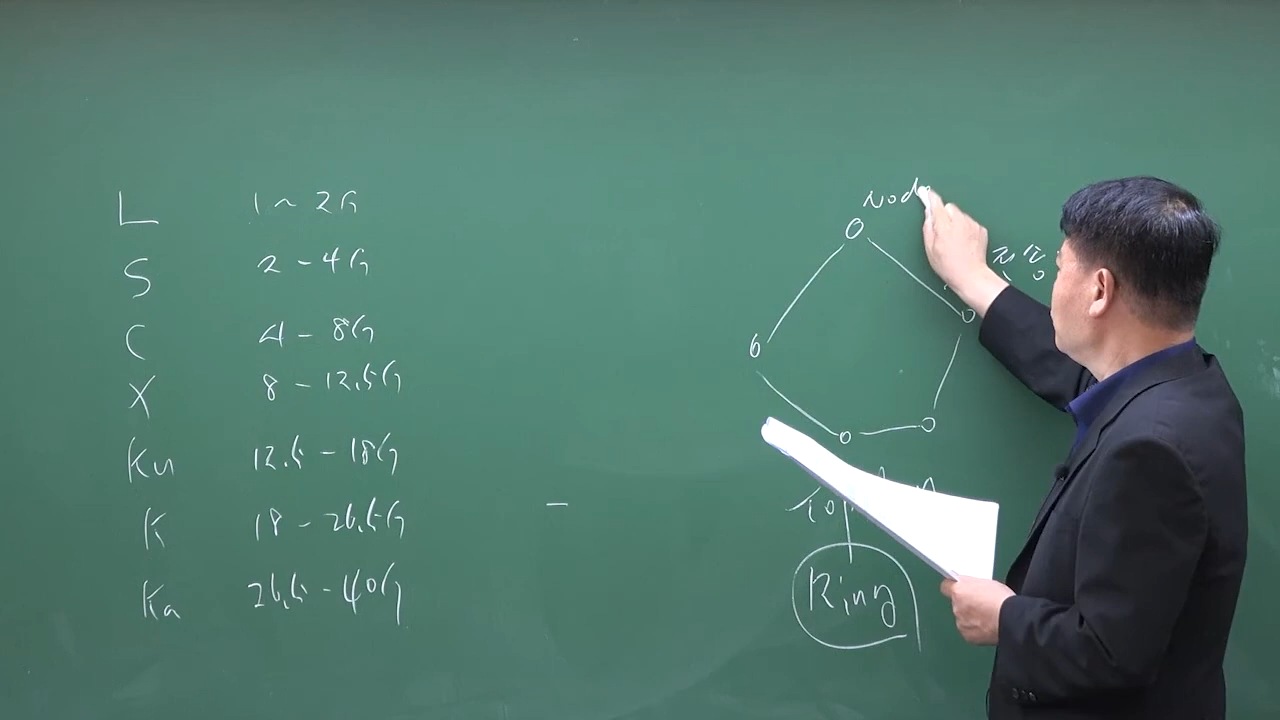 L 1 ~ 2G
S 2 - 4G
C 4 - 8G
X 8 - 12.5G
Ku 12.5 - 18G
K 18 - 26.5G
Ka 26.5 - 40G
Node
Ring